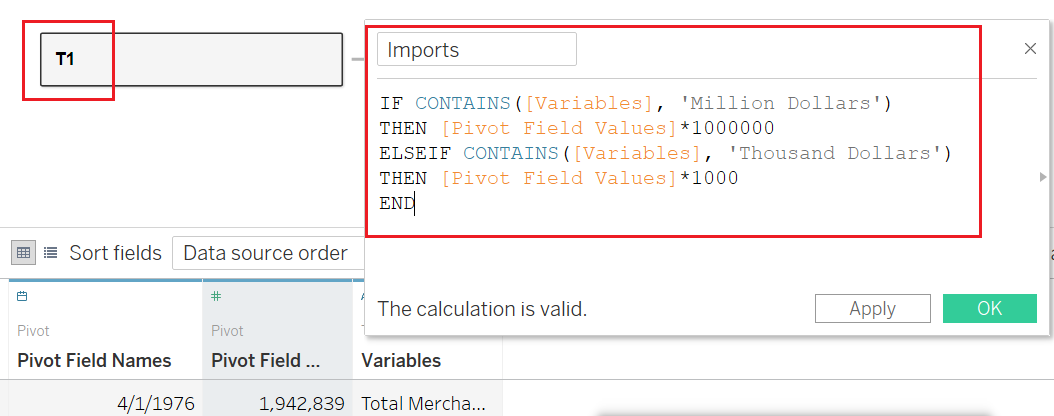 T1
Imports
IF CONTAINS([Variables], 'Million Dollars')
THEN [Pivot Field Values]*1000000
ELSEIF CONTAINS([Variables], 'Thousand Dollars')
THEN [Pivot Field Values]*1000
END
The calculation is valid.
Apply
OK
Sort fields
Data source order
Pivot
Pivot
Pivot Field Names
Pivot Field ...
Variables
4/1/1976
1,942,839
Total Mercha...